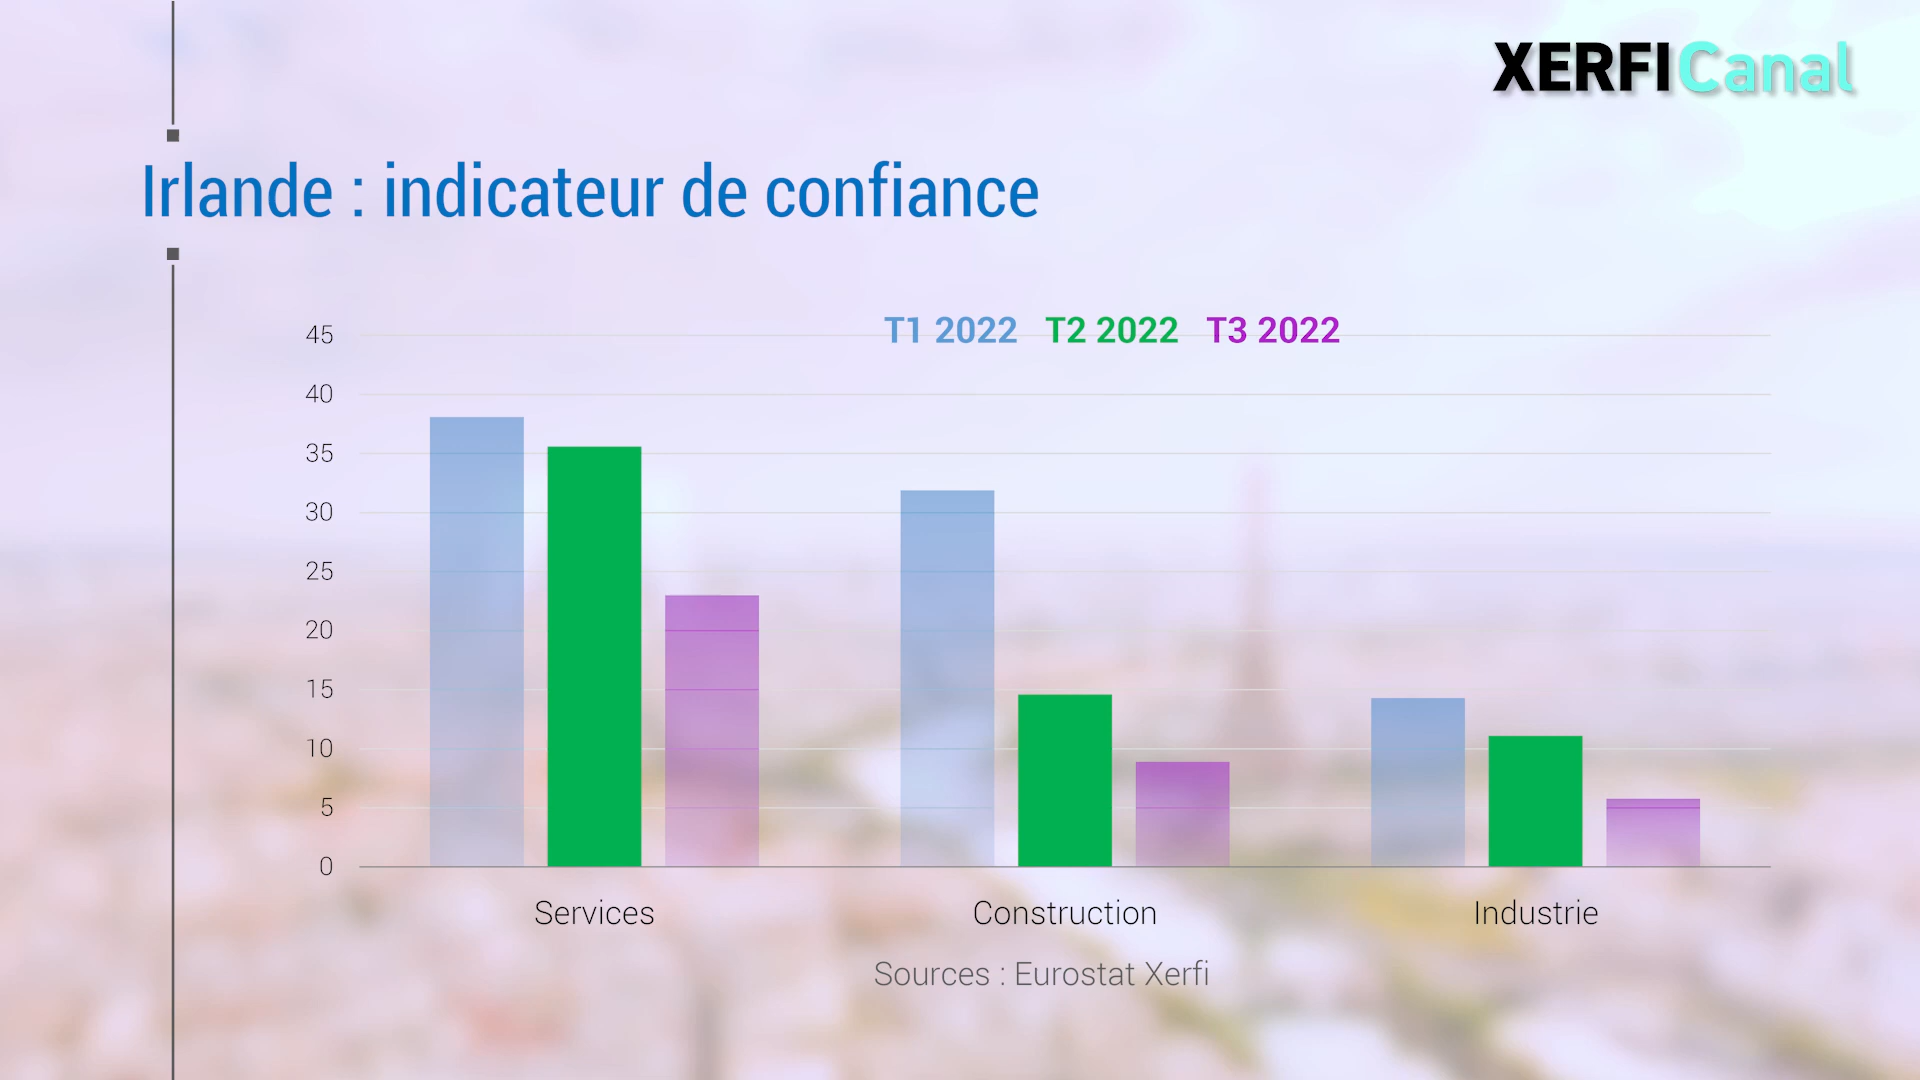 XERFI Canal
Irlande : indicateur de confiance
T1 2022 T2 2022 T3 2022
45
40
35
30
25
20
15
10
5
0
Services Construction Industrie
Sources : Eurostat Xerfi